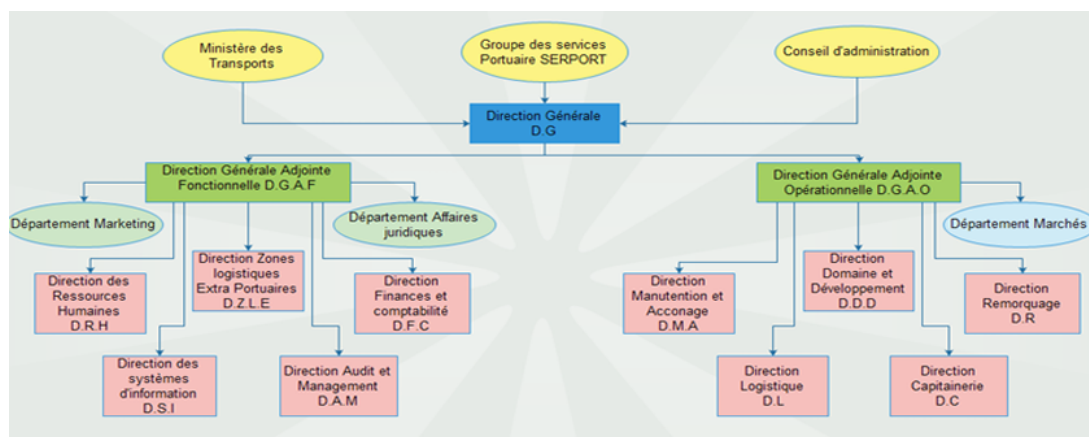 Ministère des
Transports
Groupe des services
Portuaire SERPORT
Conseil d'administration
Direction Générale
D.G
Direction Générale Adjointe
Fonctionnelle D.G.A.F
Direction Générale Adjointe
Opérationnelle D.G.A.O
Département Marketing
Département Affaires
juridiques
Département Marchés
Direction des
Ressources
Humaines
D.R.H
Direction Zones
logistiques
Extra Portuaires
D.Z.L.E
Direction
Finances et
comptabilité
D.F.C
Direction
Manutention et
Acconage
D.M.A
Direction
Domaine et
Développement
D.D.D
Direction
Remorquage
D.R
Direction des
systèmes
d'information
D.S.I
Direction Audit et
Management
D.A.M
Direction
Logistique
D.L
Direction
Capitainerie
D.C